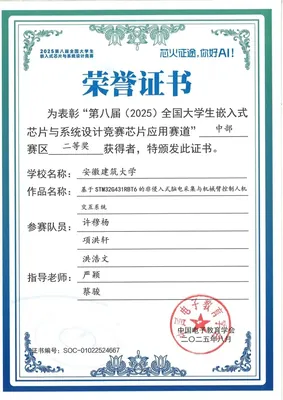 2025第八届全国大学生
嵌入式芯片与系统设计竞赛
芯火征途,你好AI!
荣誉证书
为表彰“第八届（2025）全国大学生嵌入式
芯片与系统设计竞赛芯片应用赛道”中部
赛区 二等奖 获得者，特颁发此证书。
学校名称： 安徽建筑大学
作品名称： 基于STM32G431RBT6的非侵入式脑电采集与机械臂控制人机
交互系统
参赛队员： 许穆杨
项洪轩
洪浩文
指导老师： 严颖
蔡骏
中国电子教育学会
二〇二五年八月
证书编号：SOC-01022524667